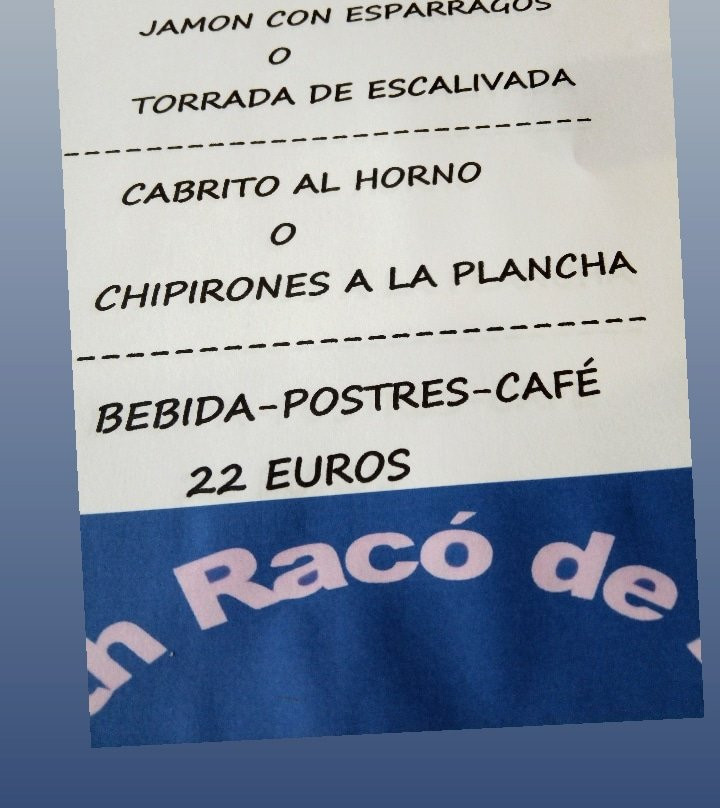 JAMON CON ESPARRAGOS
O
TORRADA DE ESCALIVADA
CABRITO AL HORNO
O
CHIPIRONES A LA PLANCHA
BEBIDA-POSTRES-CAFÉ
22 EUROS
Racó de